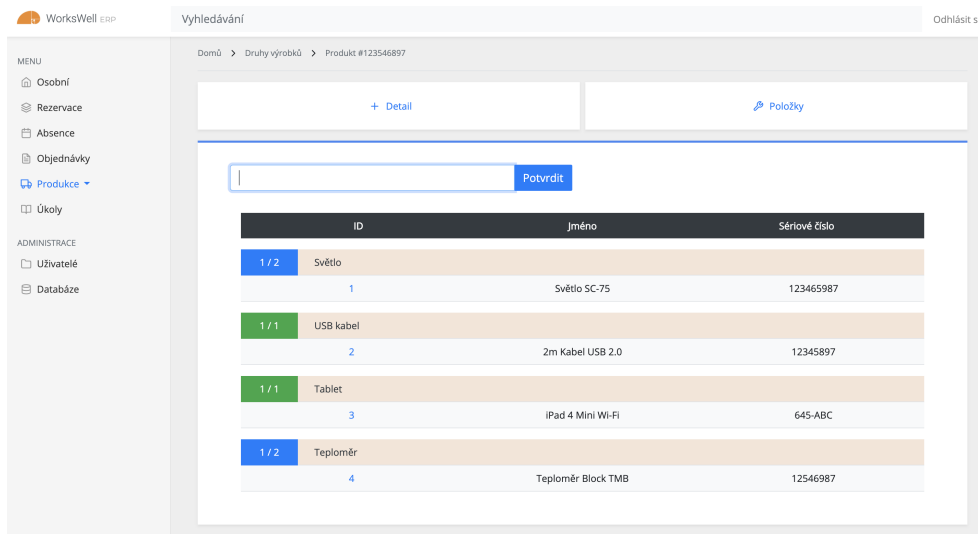 WorksWell ERP
Vyhledávání
Odhlásit s
MENU
Osobní
Rezervace
Absence
Objednávky
Produkce
Úkoly
ADMINISTRACE
Uživatelé
Databáze
Domů > Druhy výrobků > Produkt #123546897
+ Detail
Položky
Potvrdit
ID Jméno Sériové číslo
1 / 2 Světlo
1 Světlo SC-75 123465987
1 / 1 USB kabel
2 2m Kabel USB 2.0 12345897
1 / 1 Tablet
3 iPad 4 Mini Wi-Fi 645-ABC
1 / 2 Teploměr
4 Teploměr Block TMB 12546987